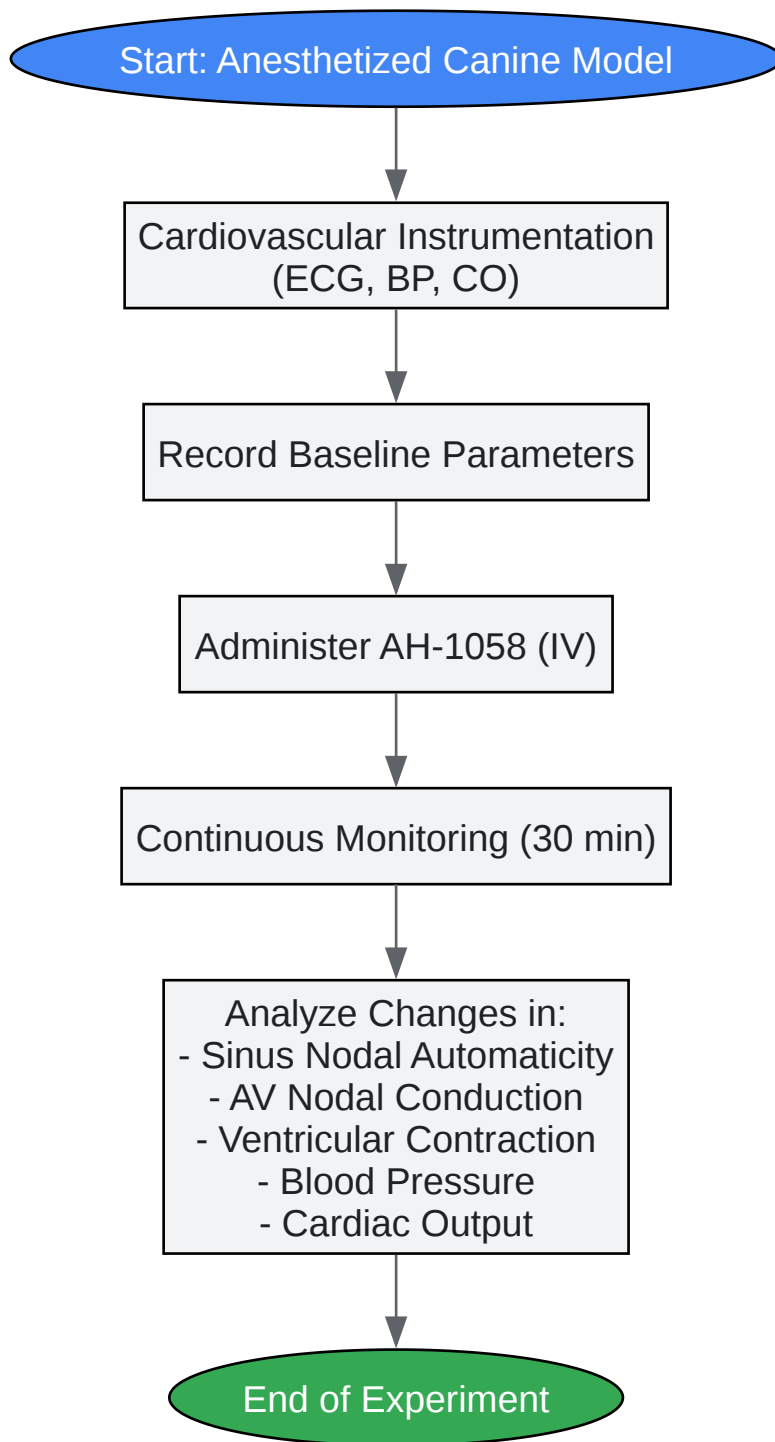 Start: Anesthetized Canine Model
Cardiovascular Instrumentation
(ECG, BP, CO)
Record Baseline Parameters
Administer AH-1058 (IV)
Continuous Monitoring (30 min)
Analyze Changes in:
- Sinus Nodal Automaticity
- AV Nodal Conduction
- Ventricular Contraction
- Blood Pressure
- Cardiac Output
End of Experiment